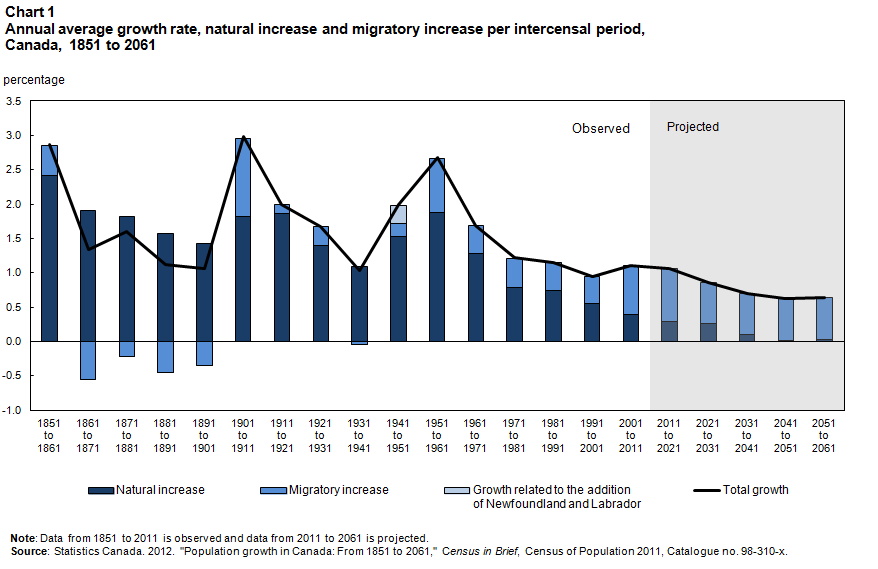 Chart 1
Annual average growth rate, natural increase and migratory increase per intercensal period,
Canada, 1851 to 2061
percentage
3.5
3.0
2.5
2.0
1.5
1.0
0.5
0.0
-0.5
-1.0
Observed
Projected
1851 1861 1871 1881 1891 1901 1911 1921 1931 1941 1951 1961 1971 1981 1991 2001 2011 2021 2031 2041 2051
to to to to to to to to to to to to to to to to to to to to to
1861 1871 1881 1891 1901 1911 1921 1931 1941 1951 1961 1971 1981 1991 2001 2011 2021 2031 2041 2051 2061
Natural increase
Migratory increase
Growth related to the addition
of Newfoundland and Labrador
Total growth
Note: Data from 1851 to 2011 is observed and data from 2011 to 2061 is projected.
Source: Statistics Canada. 2012. "Population growth in Canada: From 1851 to 2061," Census in Brief, Census of Population 2011, Catalogue no. 98-310-x.